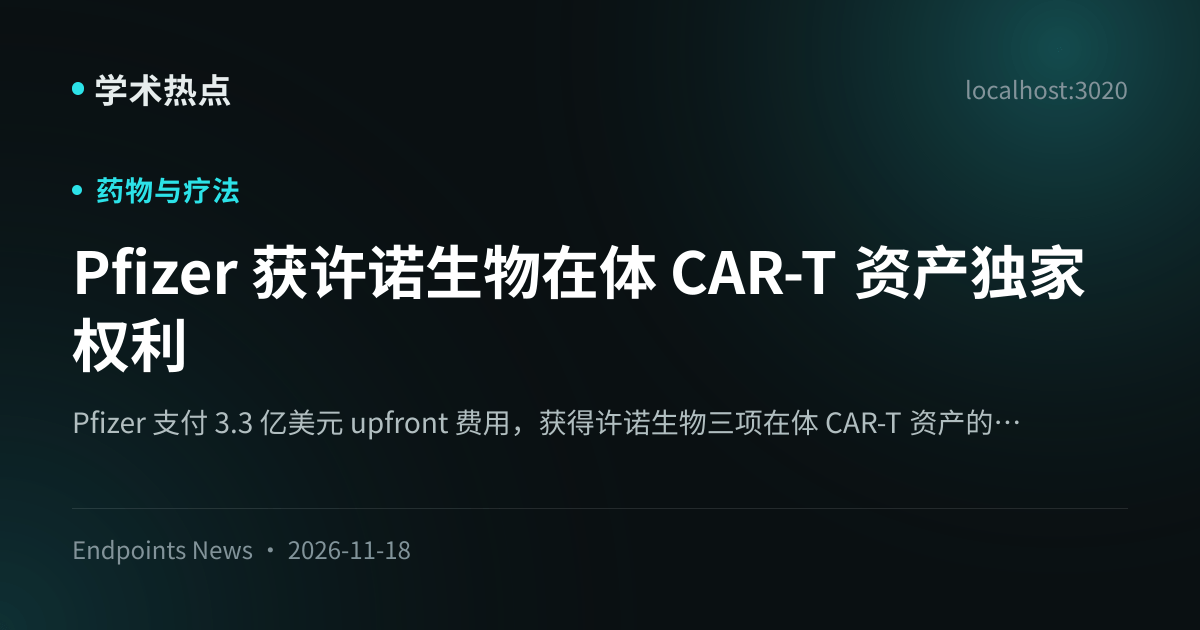 学术热点
localhost:3020
药物与疗法
Pfizer 获许诺生物在体 CAR-T 资产独家
权利
Pfizer 支付 3.3 亿美元 upfront 费用，获得许诺生物三项在体 CAR-T 资产的…
Endpoints News · 2026-11-18